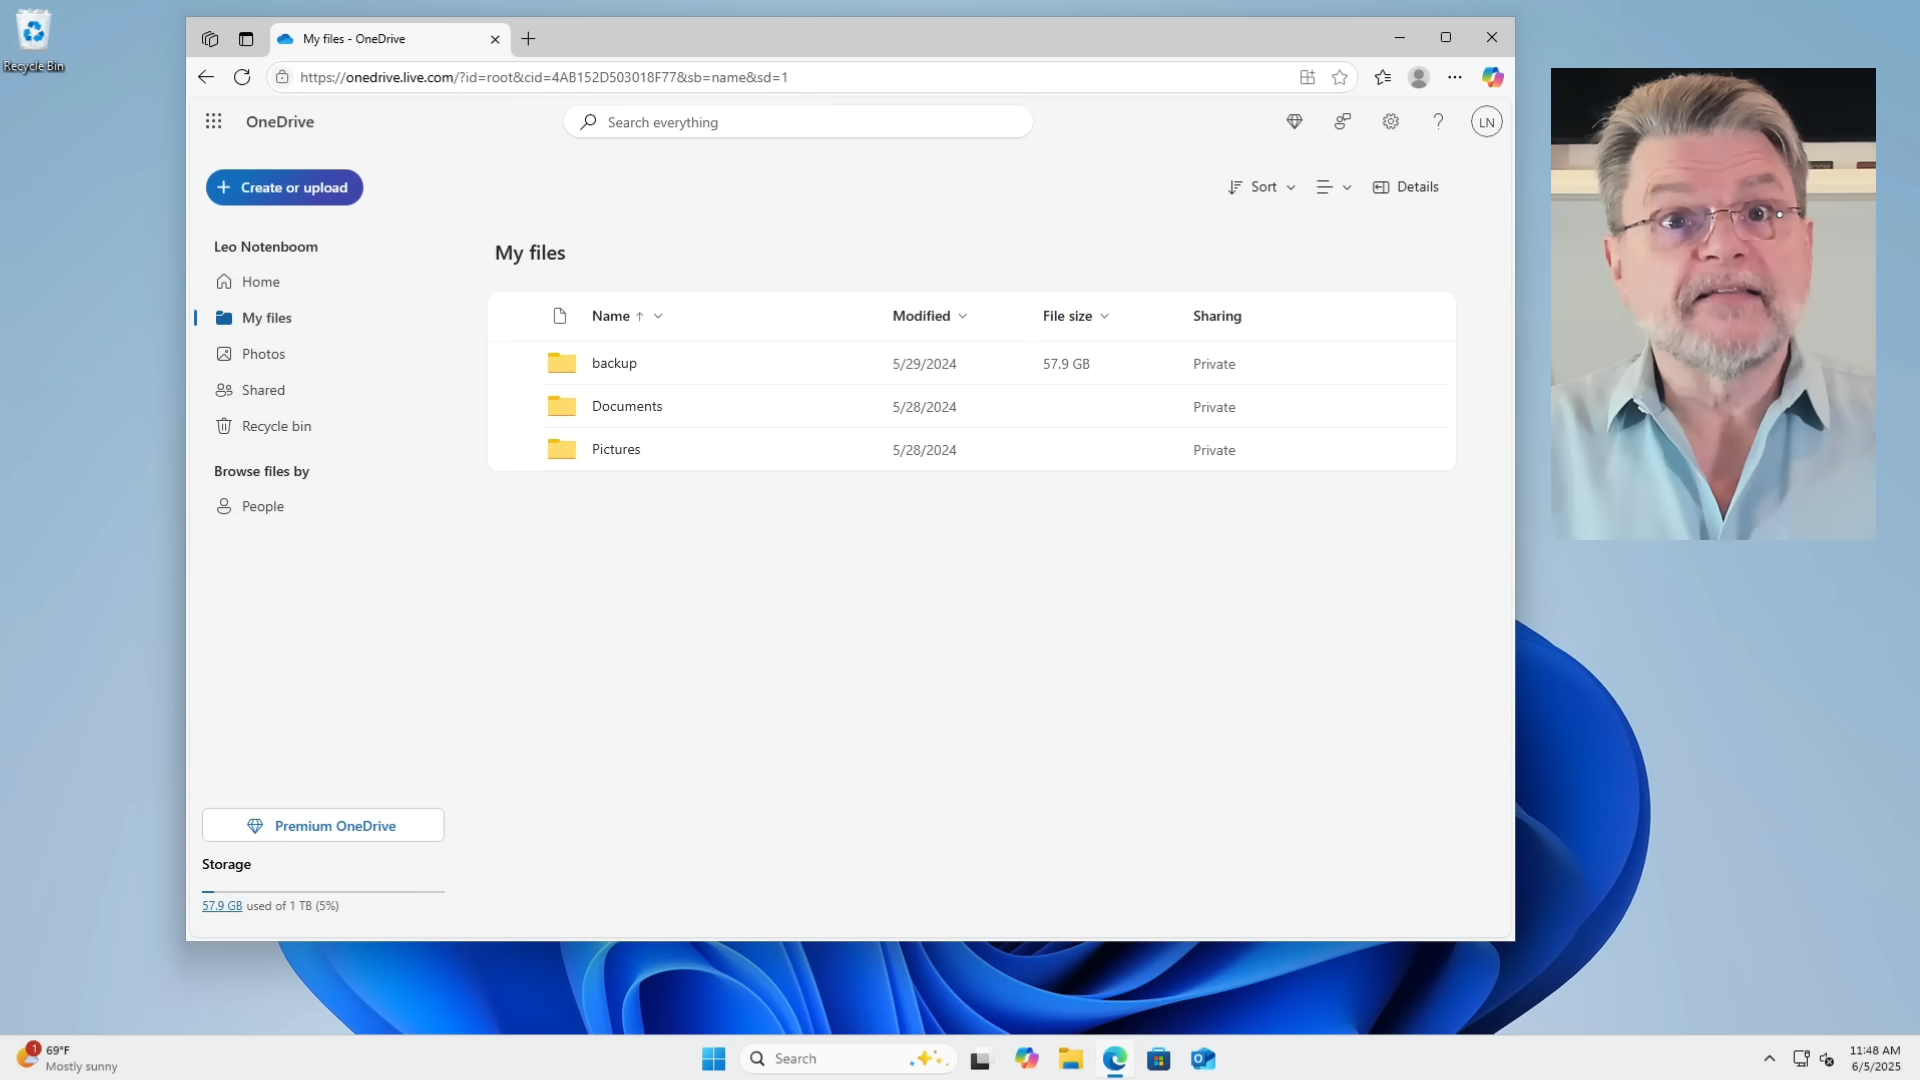 Recycle Bin
My files - OneDrive
https://onedrive.live.com/?id=root&cid=4AB152D503018F77&sb=name&sd=1
OneDrive
Search everything
LN
Create or upload
Sort
Details
Leo Notenboom
Home
My files
Photos
Shared
Recycle bin
Browse files by
People
My files
Name Modified File size Sharing
backup 5/29/2024 57.9 GB Private
Documents 5/28/2024 Private
Pictures 5/28/2024 Private
Premium OneDrive
Storage
57.9 GB used of 1 TB (5%)
1
69°F
Mostly sunny
Search
11:48 AM
6/5/2025